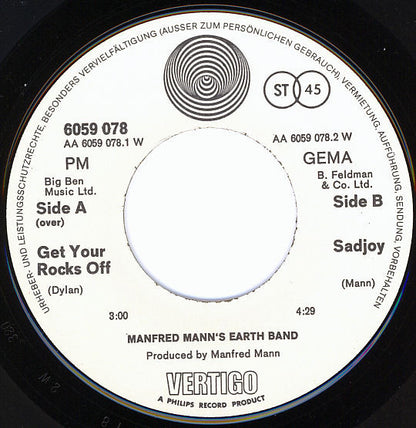 URHEBER- UND LEISTUNGSSCHUTZRECHTE, BESONDERS VERVIELFÄLTIGUNG (AUSSER ZUM PERSÖNLICHEN GEBRAUCH), VERMIETUNG, AUFFÜHRUNG, SENDUNG, VORBEHALTEN
ST 45
6059 078
AA 6059 078.1 W
AA 6059 078.2 W
PM
GEMA
Big Ben
Music Ltd.
B. Feldman
& Co. Ltd.
Side A
(over)
Side B
Get Your
Rocks Off
(Dylan)
Sadjoy
(Mann)
3:00
4:29
MANFRED MANN'S EARTH BAND
Produced by Manfred Mann
VERTIGO
A PHILIPS RECORD PRODUCT